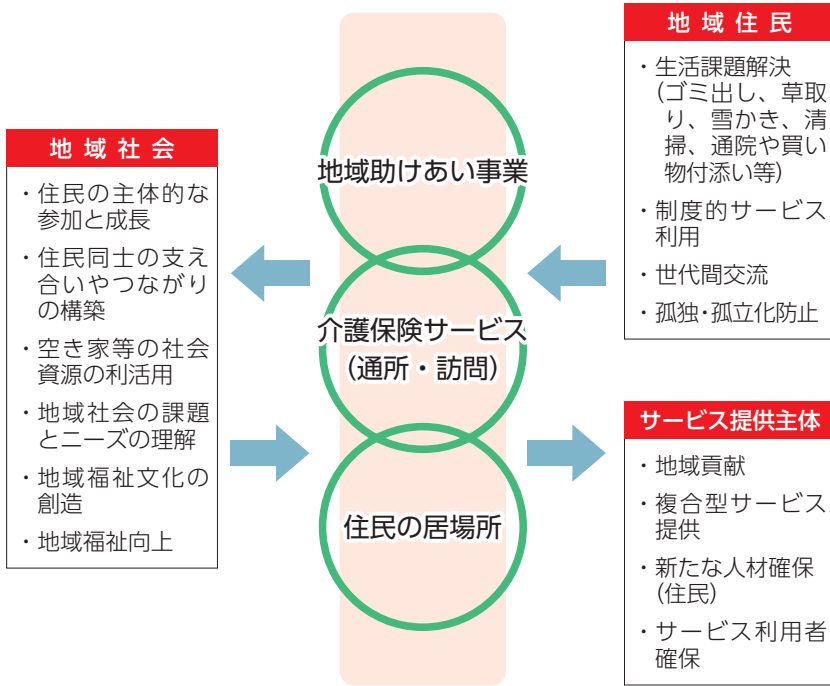 地域社会
・住民の主体的な
参加と成長
・住民同士の支え
合いやつながり
の構築
・空き家等の社会
資源の利活用
・地域社会の課題
とニーズの理解
・地域福祉文化の
創造
・地域福祉向上
地域助けあい事業
介護保険サービス
(通所・訪問)
住民の居場所
地域住民
・生活課題解決
(ゴミ出し、草取
り、雪かき、清
掃、通院や買い
物付添い等)
・制度的サービス
利用
・世代間交流
・孤独・孤立化防止
サービス提供主体
・地域貢献
・複合型サービス
提供
・新たな人材確保
(住民)
・サービス利用者
確保